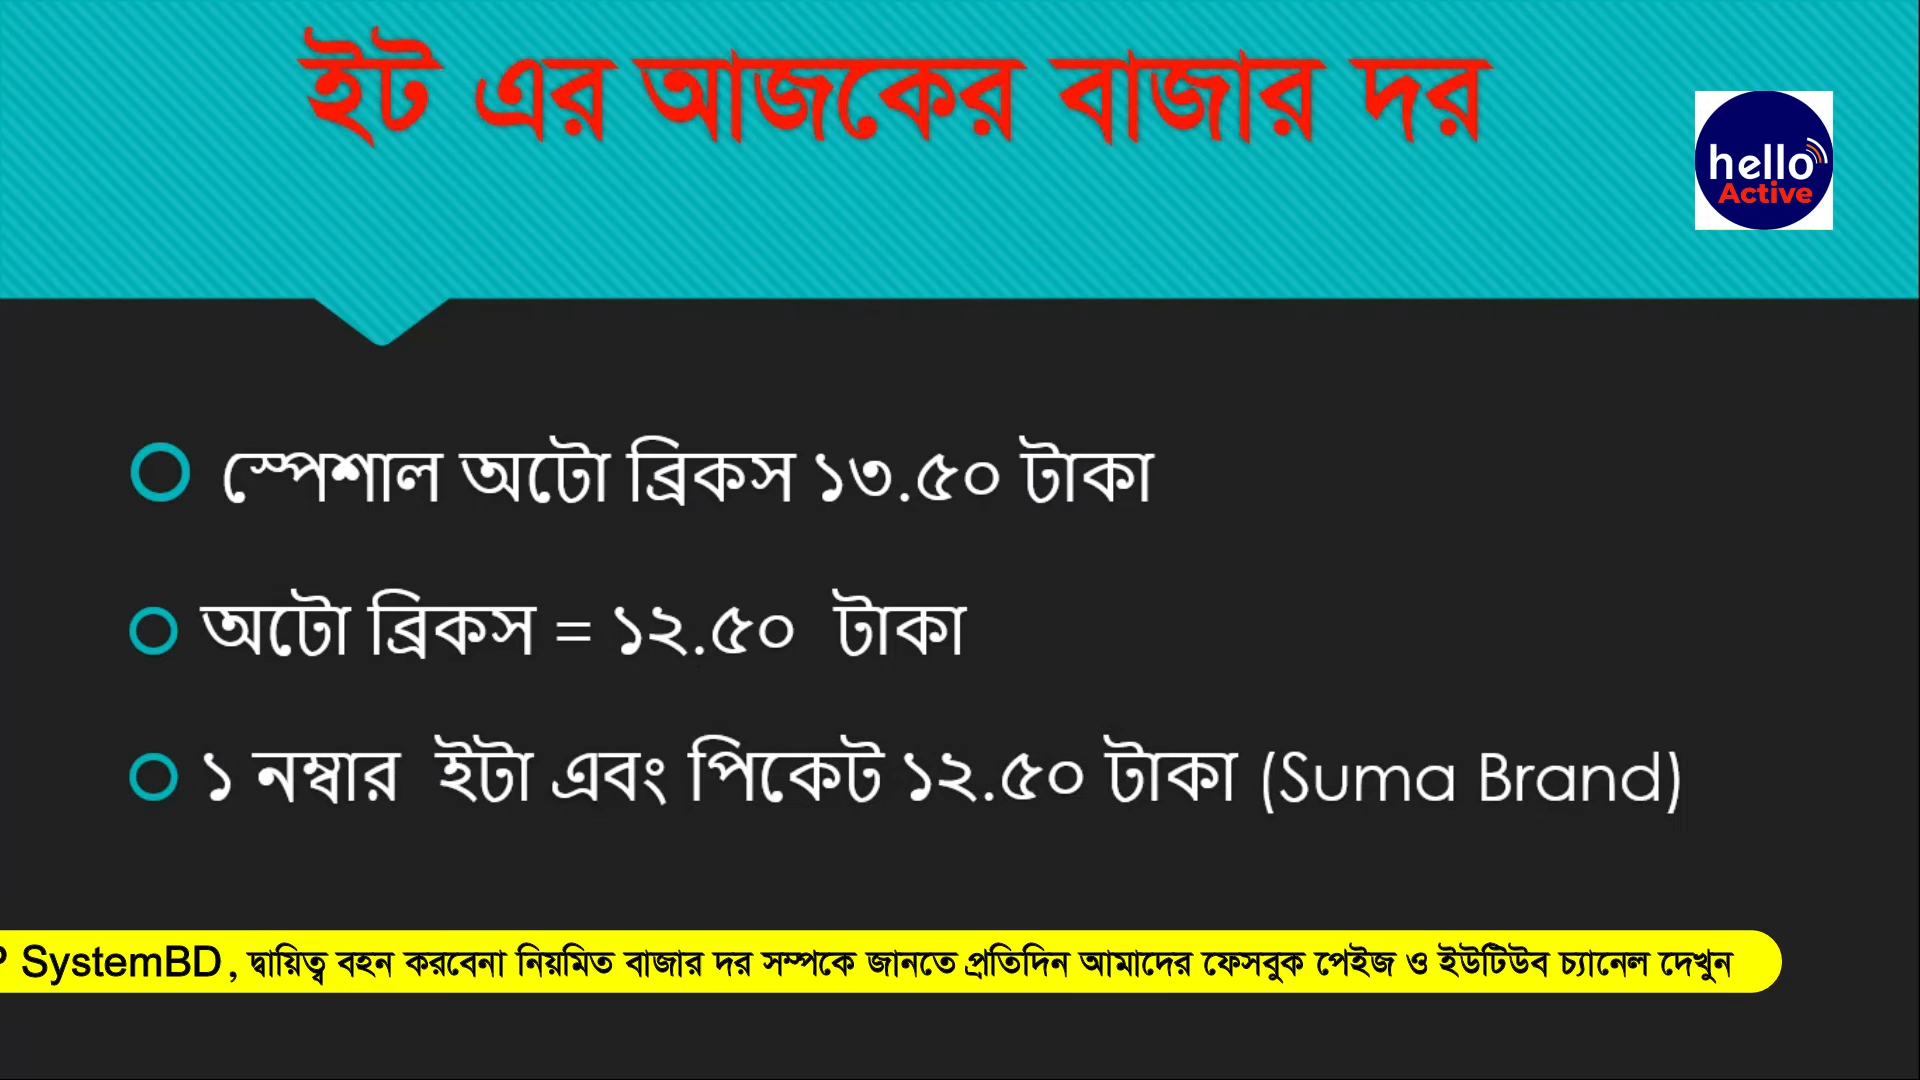 ইট এর আজকের বাজার দর
hello
Active
স্পেশাল অটো ব্রিকস ১৩.৫০ টাকা
অটো ব্রিকস = ১২.৫০ টাকা
১ নম্বার ইটা এবং পিকেট ১২.৫০ টাকা (Suma Brand)
P SystemBD, দ্বায়িত্ব বহন করবেনা নিয়মিত বাজার দর সম্পকে জানতে প্রতিদিন আমাদের ফেসবুক পেইজ ও ইউটিউব চ্যানেল দেখুন